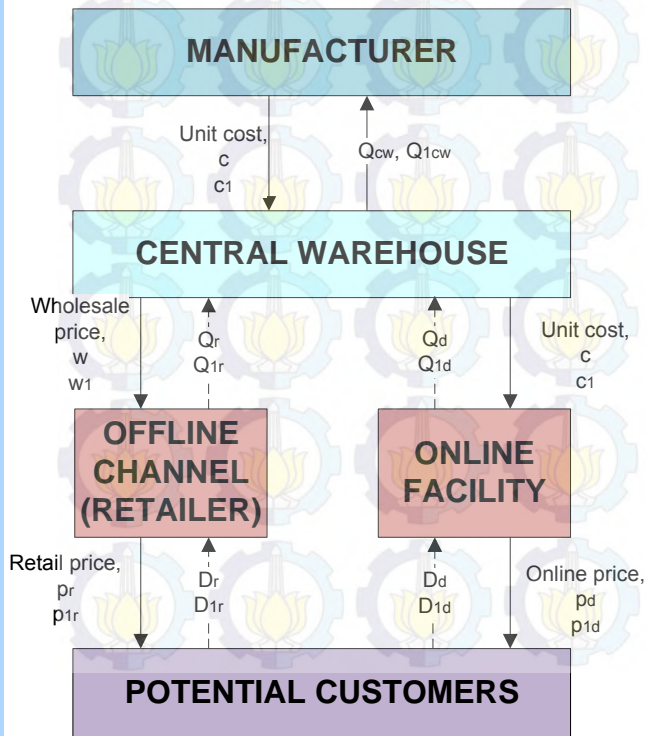 MANUFACTURER
Unit cost,
c
c1
Qcw, Q1cw
CENTRAL WAREHOUSE
Wholesale
price,
w
w1
Qr
Q1r
Qd
Q1d
Unit cost,
c
c1
OFFLINE
CHANNEL
(RETAILER)
ONLINE
FACILITY
Retail price,
pr
p1r
Dr
D1r
Dd
D1d
Online price,
pd
p1d
POTENTIAL CUSTOMERS